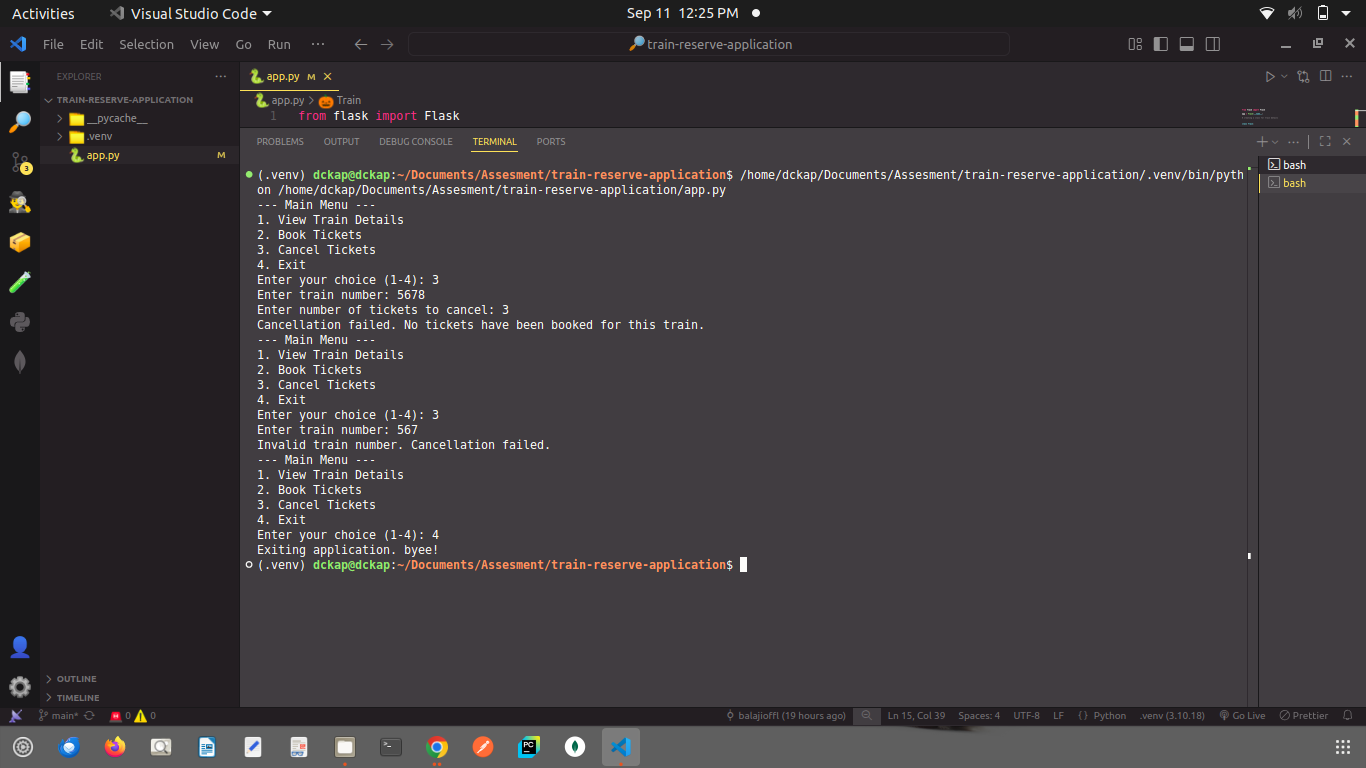 Activities
Visual Studio Code
Sep 11 12:25 PM
File Edit Selection View Go Run ···
train-reserve-application
EXPLORER
TRAIN-RESERVE-APPLICATION
__pycache__
.venv
app.py M
app.py M
app.py > Train
1 from flask import Flask
PROBLEMS OUTPUT DEBUG CONSOLE TERMINAL PORTS
bash
bash
(.venv) dckap@dckap:~/Documents/Assesment/train-reserve-application$ /home/dckap/Documents/Assesment/train-reserve-application/.venv/bin/pyth
on /home/dckap/Documents/Assesment/train-reserve-application/app.py
--- Main Menu ---
1. View Train Details
2. Book Tickets
3. Cancel Tickets
4. Exit
Enter your choice (1-4): 3
Enter train number: 5678
Enter number of tickets to cancel: 3
Cancellation failed. No tickets have been booked for this train.
--- Main Menu ---
1. View Train Details
2. Book Tickets
3. Cancel Tickets
4. Exit
Enter your choice (1-4): 3
Enter train number: 567
Invalid train number. Cancellation failed.
--- Main Menu ---
1. View Train Details
2. Book Tickets
3. Cancel Tickets
4. Exit
Enter your choice (1-4): 4
Exiting application. byee!
(.venv) dckap@dckap:~/Documents/Assesment/train-reserve-application$
3
OUTLINE
TIMELINE
main* 0 0 balajioffl (19 hours ago) Ln 15, Col 39 Spaces: 4 UTF-8 LF {} Python .venv (3.10.18) Go Live Prettier
PC